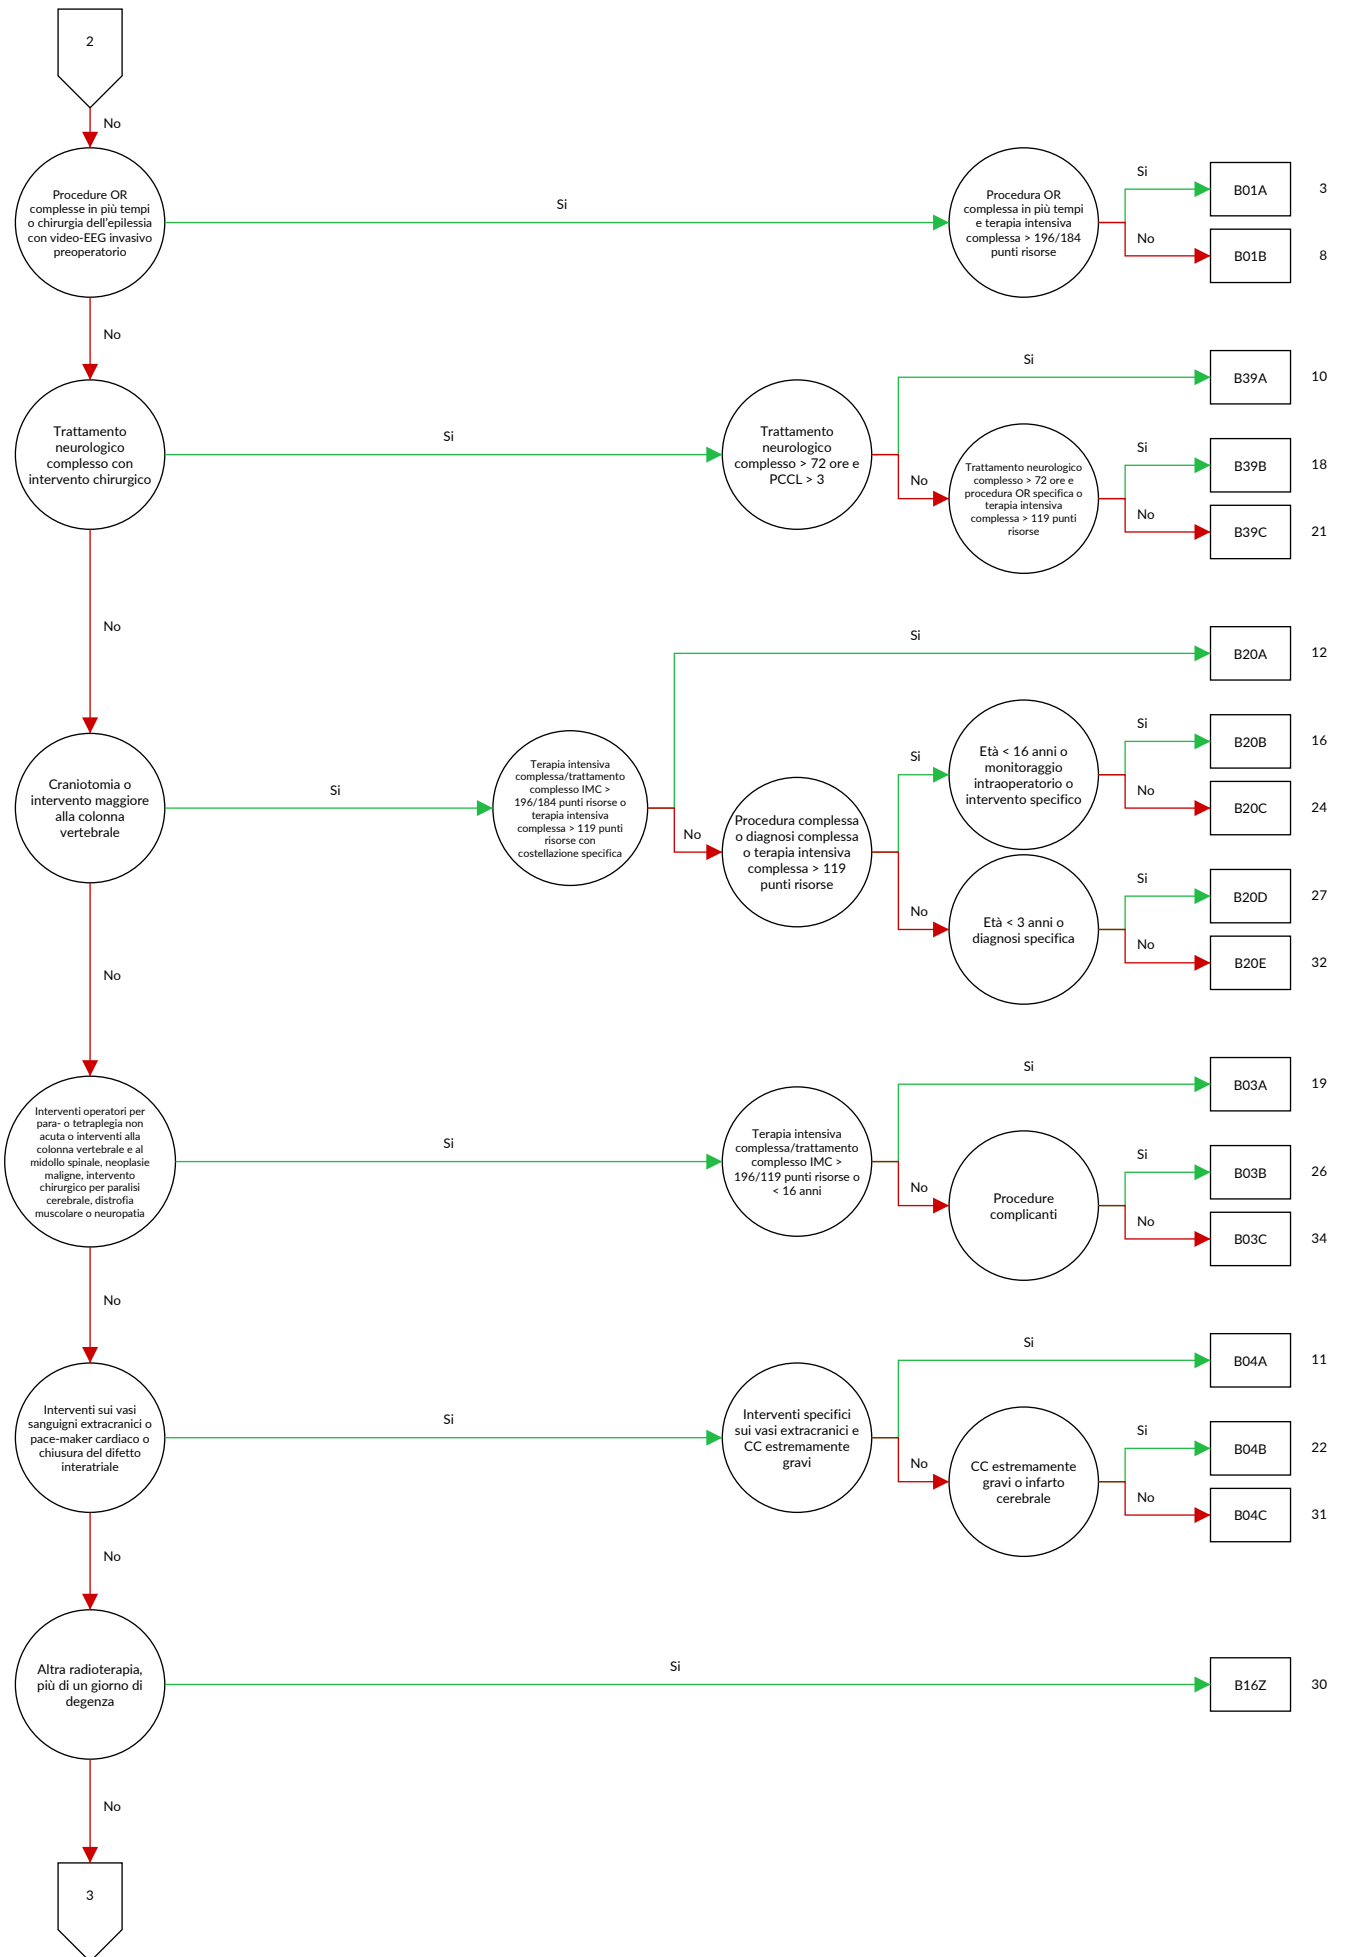 2
No
Procedure OR
complesse in più tempi
o chirurgia dell'epilessia
con video-EEG invasivo
preoperatorio
Si
Procedura OR
complessa in più tempi
e terapia intensiva
complessa > 196/184
punti risorse
Si
B01A
3
No
B01B
8
No
Trattamento
neurologico
complesso con
intervento chirurgico
Si
Trattamento
neurologico
complesso > 72 ore e
PCCL > 3
Si
B39A
10
No
Trattamento neurologico
complesso > 72 ore e
procedura OR specifica o
terapia intensiva
complessa > 119 punti
risorse
Si
B39B
18
No
B39C
21
No
Craniotomia o
intervento maggiore
alla colonna
vertebrale
Si
Terapia intensiva
complessa/trattamento
complesso IMC >
196/184 punti risorse o
terapia intensiva
complessa > 119 punti
risorse con
costellazione specifica
Si
B20A
12
No
Procedura complessa
o diagnosi complessa
o terapia intensiva
complessa > 119
punti risorse
Si
Età < 16 anni o
monitoraggio
intraoperatorio o
intervento specifico
Si
B20B
16
No
B20C
24
No
Età < 3 anni o
diagnosi specifica
Si
B20D
27
No
B20E
32
No
Interventi operatori per
para- o tetraplegia non
acuta o interventi alla
colonna vertebrale e al
midollo spinale, neoplasie
maligne, intervento
chirurgico per paralisi
cerebrale, distrofia
muscolare o neuropatia
Si
Terapia intensiva
complessa/trattamento
complesso IMC >
196/119 punti risorse o
< 16 anni
Si
B03A
19
No
Procedure
complicanti
Si
B03B
26
No
B03C
34
No
Interventi sui vasi
sanguigni extracranici o
pace-maker cardiaco o
chiusura del difetto
interatriale
Si
Interventi specifici
sui vasi extracranici e
CC estremamente
gravi
Si
B04A
11
No
CC estremamente
gravi o infarto
cerebrale
Si
B04B
22
No
B04C
31
No
Altra radioterapia,
più di un giorno di
degenza
Si
B16Z
30
No
3